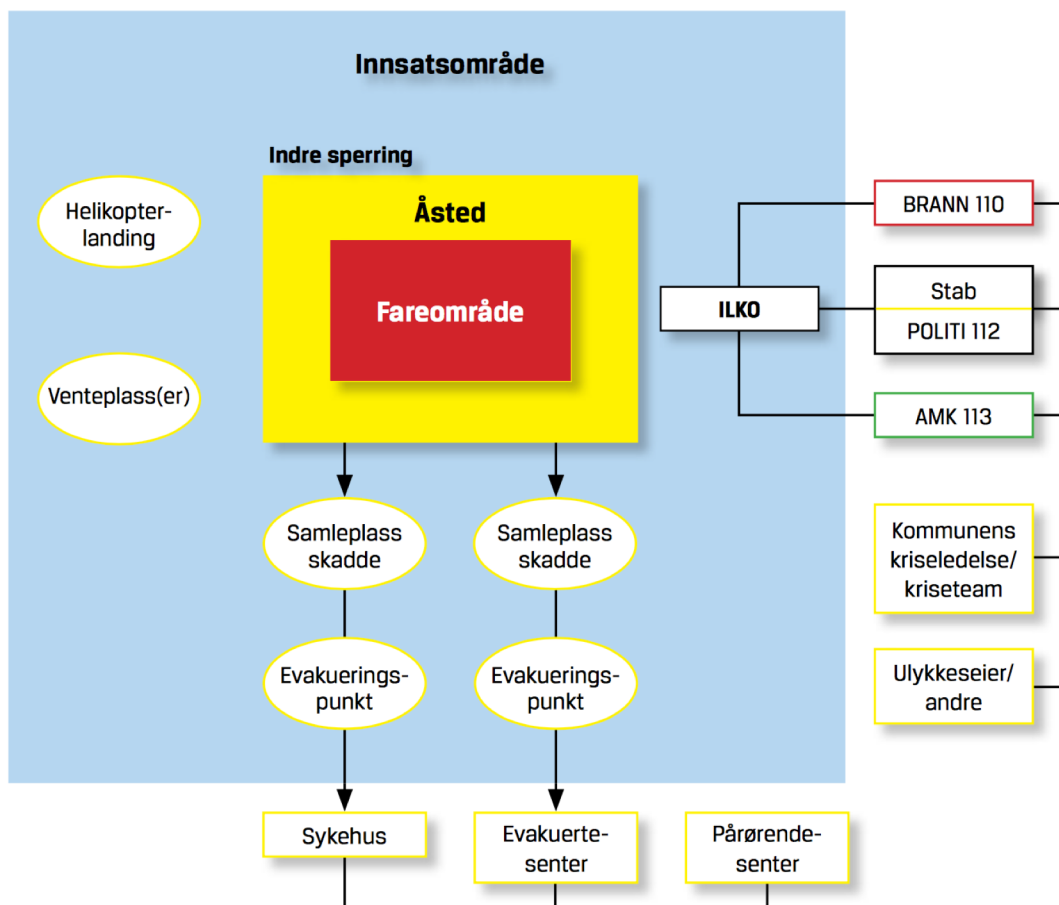 Innsatsområde
Indre sperring
Åsted
Fareområde
Helikopter-
landing
Venteplass(er)
ILKO
BRANN 110
Stab
POLITI 112
AMK 113
Samleplass
skadde
Samleplass
skadde
Kommunens
kriseledelse/
kriseteam
Evakuerings-
punkt
Evakuerings-
punkt
Ulykkeseier/
andre
Sykehus
Evakuerte-
senter
Pårørende-
senter